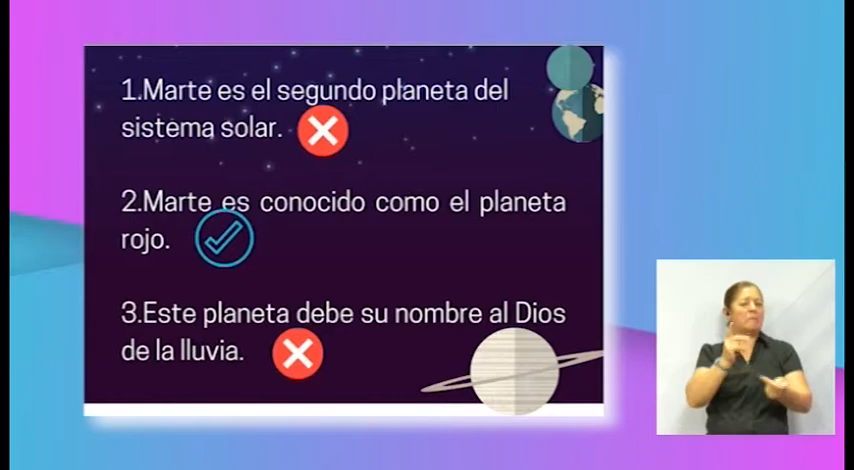 1.Marte es el segundo planeta del
sistema solar.
2.Marte es conocido como el planeta
rojo.
3.Este planeta debe su nombre al Dios
de la lluvia.